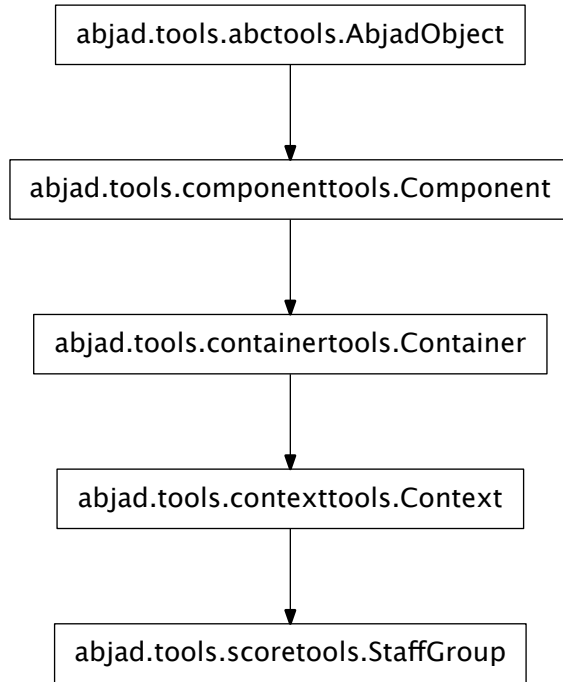 abjad.tools.abctools.AbjadObject
abjad.tools.componenttools.Component
abjad.tools.containertools.Container
abjad.tools.contexttools.Context
abjad.tools.scoretools.StaffGroup